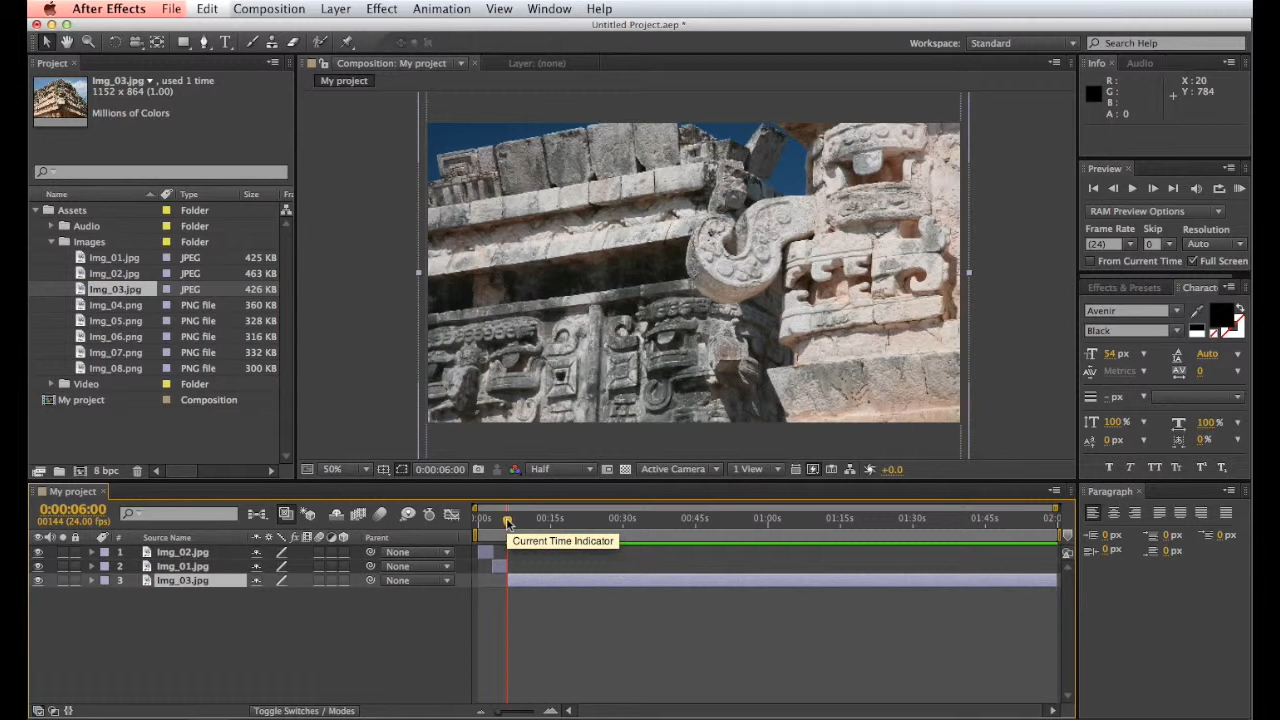 After Effects File Edit Composition Layer Effect Animation View Window Help
Untitled Project.aep *
Workspace: Standard Search Help
Project
Img_03.jpg , used 1 time
1152 x 864 (1.00)
Millions of Colors
Name Type Size Fra
Assets Folder
Audio Folder
Images Folder
Img_01.jpg JPEG 425 KB
Img_02.jpg JPEG 463 KB
Img_03.jpg JPEG 426 KB
Img_04.png PNG file 360 KB
Img_05.png PNG file 328 KB
Img_06.png PNG file 316 KB
Img_07.png PNG file 332 KB
Img_08.png PNG file 300 KB
Video Folder
My project Composition
8 bpc
Composition: My project Layer: (none)
My project
50% 0:00:06:00 Half Active Camera 1 View +0.0
Info Audio
R: X: 20
G: Y: 784
B:
A: 0
Preview
RAM Preview Options
Frame Rate Skip Resolution
(24) 0 Auto
From Current Time Full Screen
Effects & Presets Charact
Avenir
Black
54 px Auto
Metrics 0
- px
100 % 100 %
0 px 0 %
T T TT Tt T¹ T₁
Paragraph
0 px 0 px 0 px
0 px 0 px
My project
0:00:06:00
00144 (24.00 fps)
# Source Name Parent
1 Img_02.jpg None
2 Img_01.jpg None
3 Img_03.jpg None
):00s 00:15s 00:30s 00:45s 01:00s 01:15s 01:30s 01:45s 02:0
Current Time Indicator
Toggle Switches / Modes